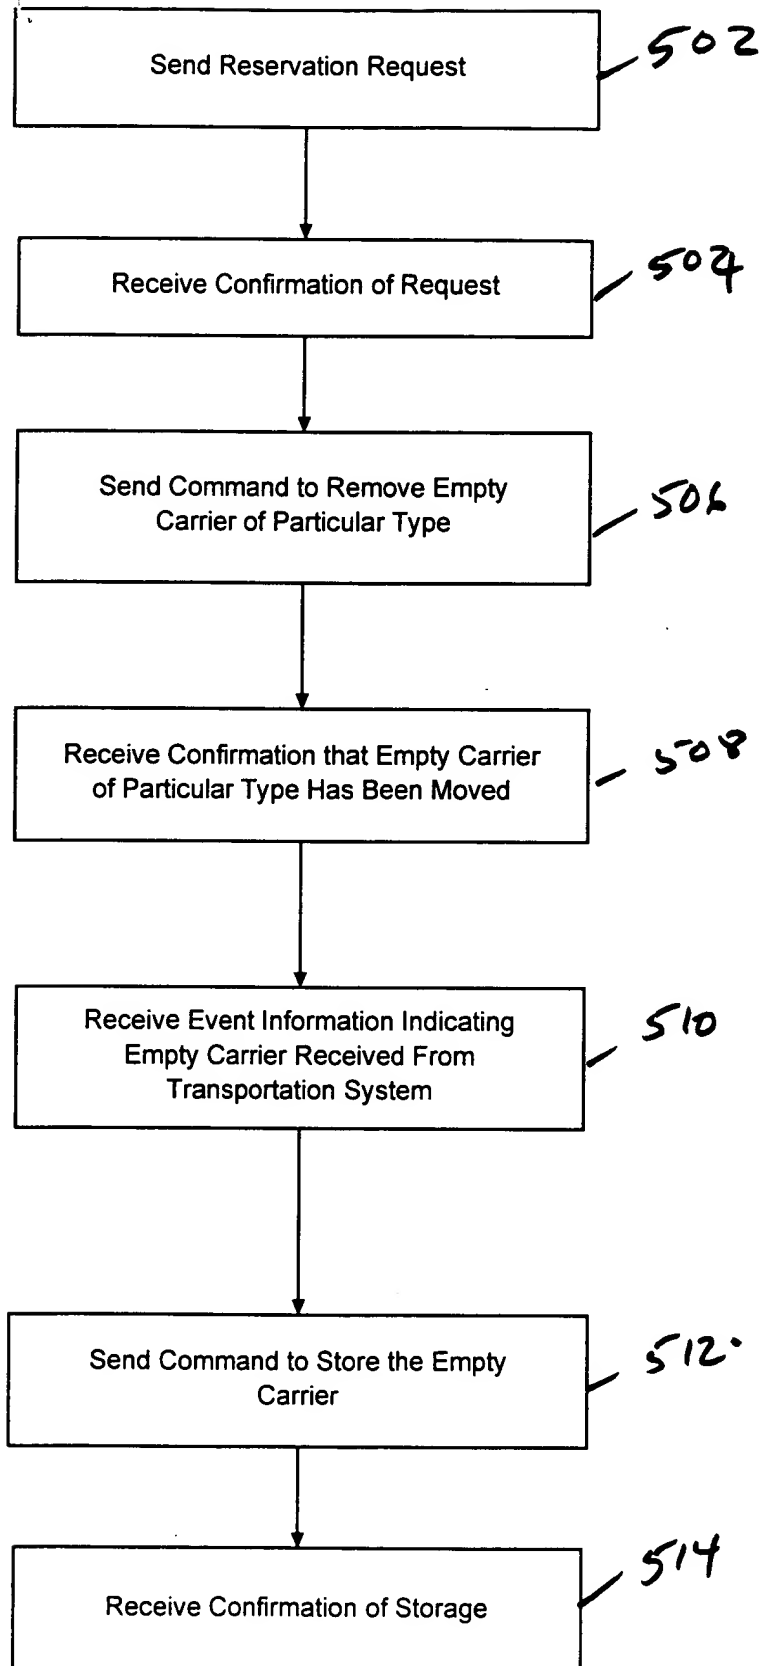 Send Reservation Request
502
Receive Confirmation of Request
504
Send Command to Remove Empty
Carrier of Particular Type
506
Receive Confirmation that Empty Carrier
of Particular Type Has Been Moved
508
Receive Event Information Indicating
Empty Carrier Received From
Transportation System
510
Send Command to Store the Empty
Carrier
512
Receive Confirmation of Storage
514